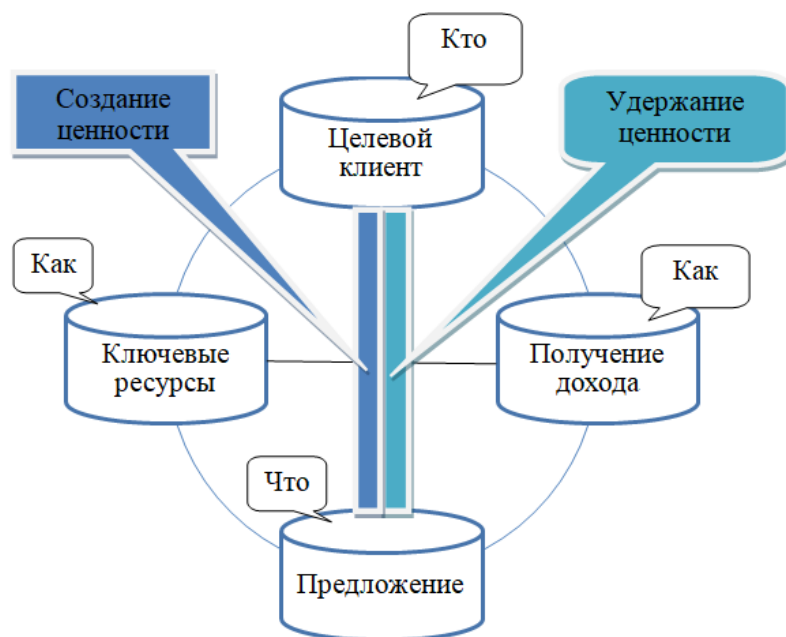 Кто
Создание
ценности
Удержание
ценности
Целевой
клиент
Как
Как
Ключевые
ресурсы
Получение
дохода
Что
Предложение